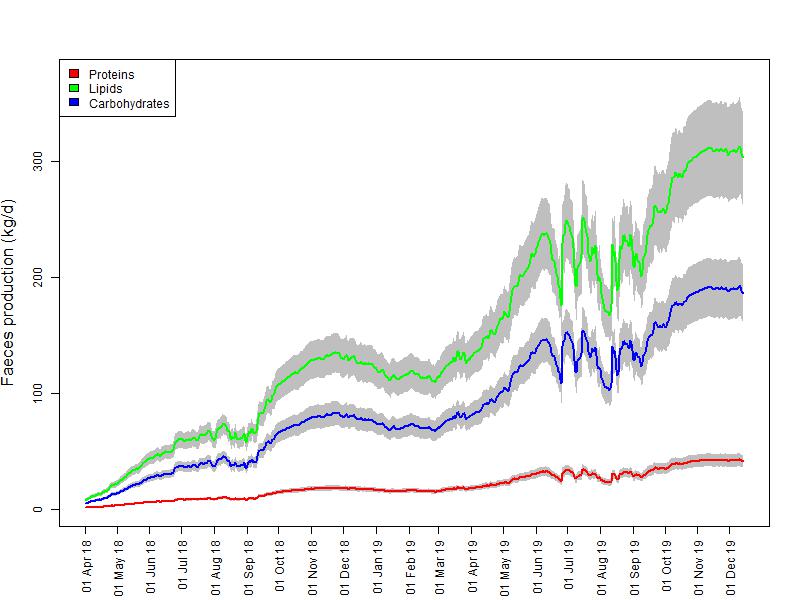 Proteins
Lipids
Carbohydrates
Faeces production (kg/d)
300
200
100
0
01 Apr 18
01 May 18
01 Jun 18
01 Jul 18
01 Aug 18
01 Sep 18
01 Oct 18
01 Nov 18
01 Dec 18
01 Jan 19
01 Feb 19
01 Mar 19
01 Apr 19
01 May 19
01 Jun 19
01 Jul 19
01 Aug 19
01 Sep 19
01 Oct 19
01 Nov 19
01 Dec 19